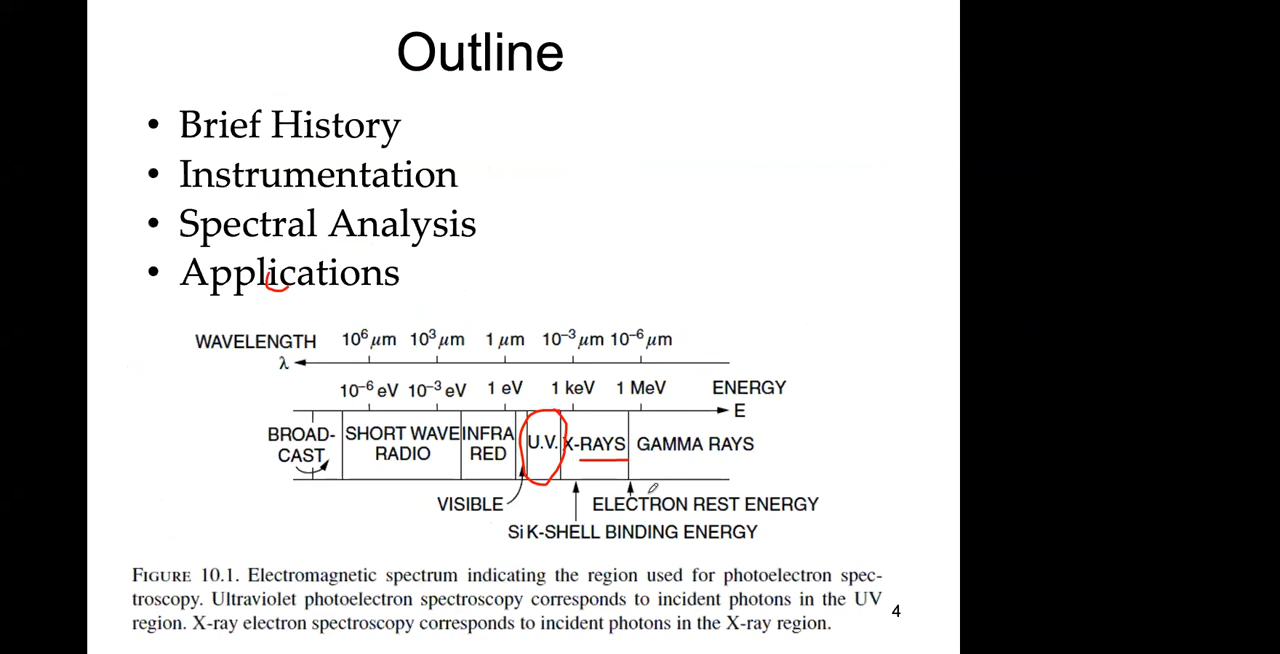 Outline
• Brief History
• Instrumentation
• Spectral Analysis
• Applications
WAVELENGTH 10⁶ μm 10³ μm 1 μm 10⁻³ μm 10⁻⁶ μm
λ
10⁻⁶ eV 10⁻³ eV 1 eV 1 keV 1 MeV ENERGY
E
BROAD-CAST SHORT WAVE RADIO INFRA RED U.V. X-RAYS GAMMA RAYS
VISIBLE ELECTRON REST ENERGY
Si K-SHELL BINDING ENERGY
FIGURE 10.1. Electromagnetic spectrum indicating the region used for photoelectron spec-
troscopy. Ultraviolet photoelectron spectroscopy corresponds to incident photons in the UV
region. X-ray electron spectroscopy corresponds to incident photons in the X-ray region.
4